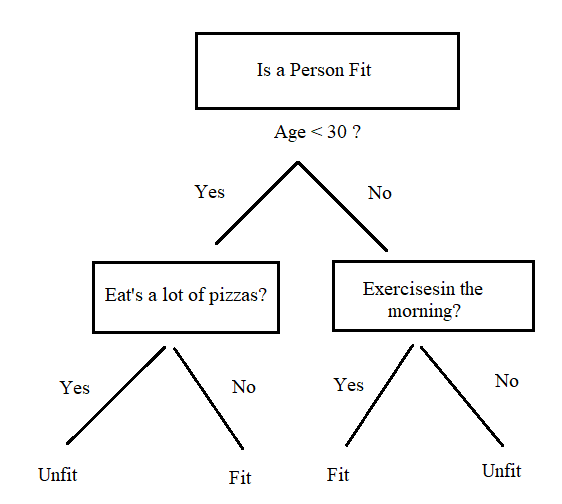 Is a Person Fit
Age < 30 ?
Yes
No
Eat's a lot of pizzas?
Exercisesin the
morning?
Yes
No
Yes
No
Unfit
Fit
Fit
Unfit